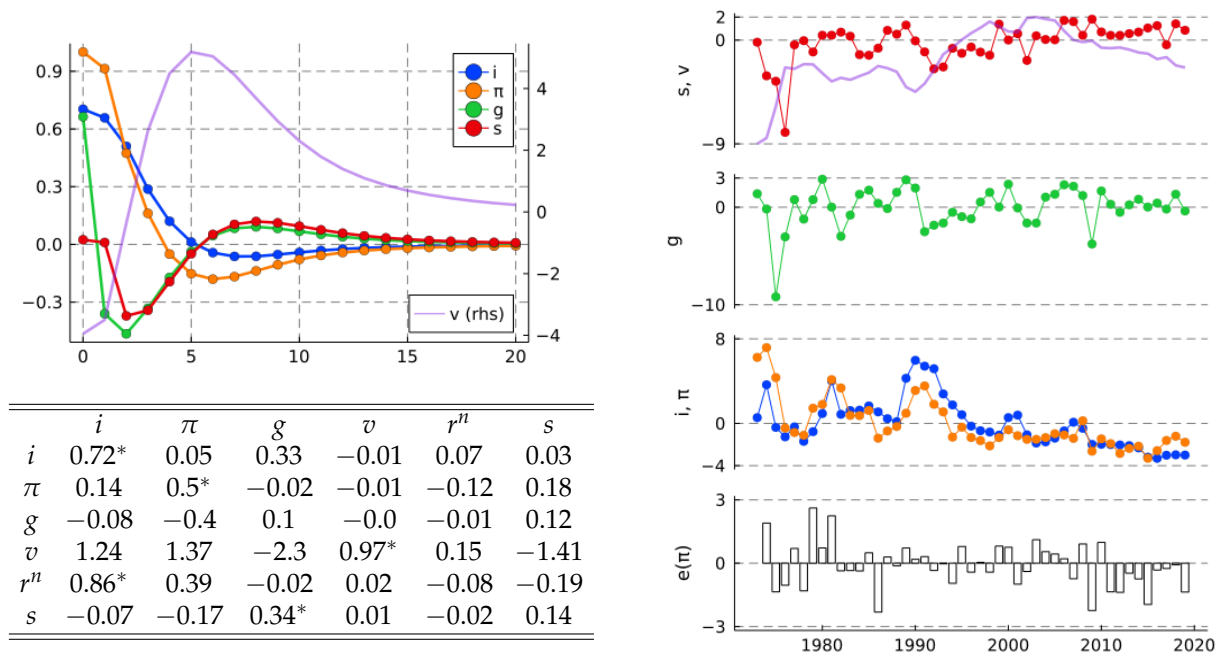 0.9
0.6
0.3
0.0
−0.3
4
2
0
−2
−4
0
5
10
15
20
i
π
g
s
v (rhs)
i π g v rⁿ s
i 0.72* 0.05 0.33 −0.01 0.07 0.03
π 0.14 0.5* −0.02 −0.01 −0.12 0.18
g −0.08 −0.4 0.1 −0.0 −0.01 0.12
v 1.24 1.37 −2.3 0.97* 0.15 −1.41
rⁿ 0.86* 0.39 −0.02 0.02 −0.08 −0.19
s −0.07 −0.17 0.34* 0.01 −0.02 0.14
s, v
2
0
−9
g
3
0
−10
i, π
8
0
−4
e(π)
3
0
−3
1980
1990
2000
2010
2020